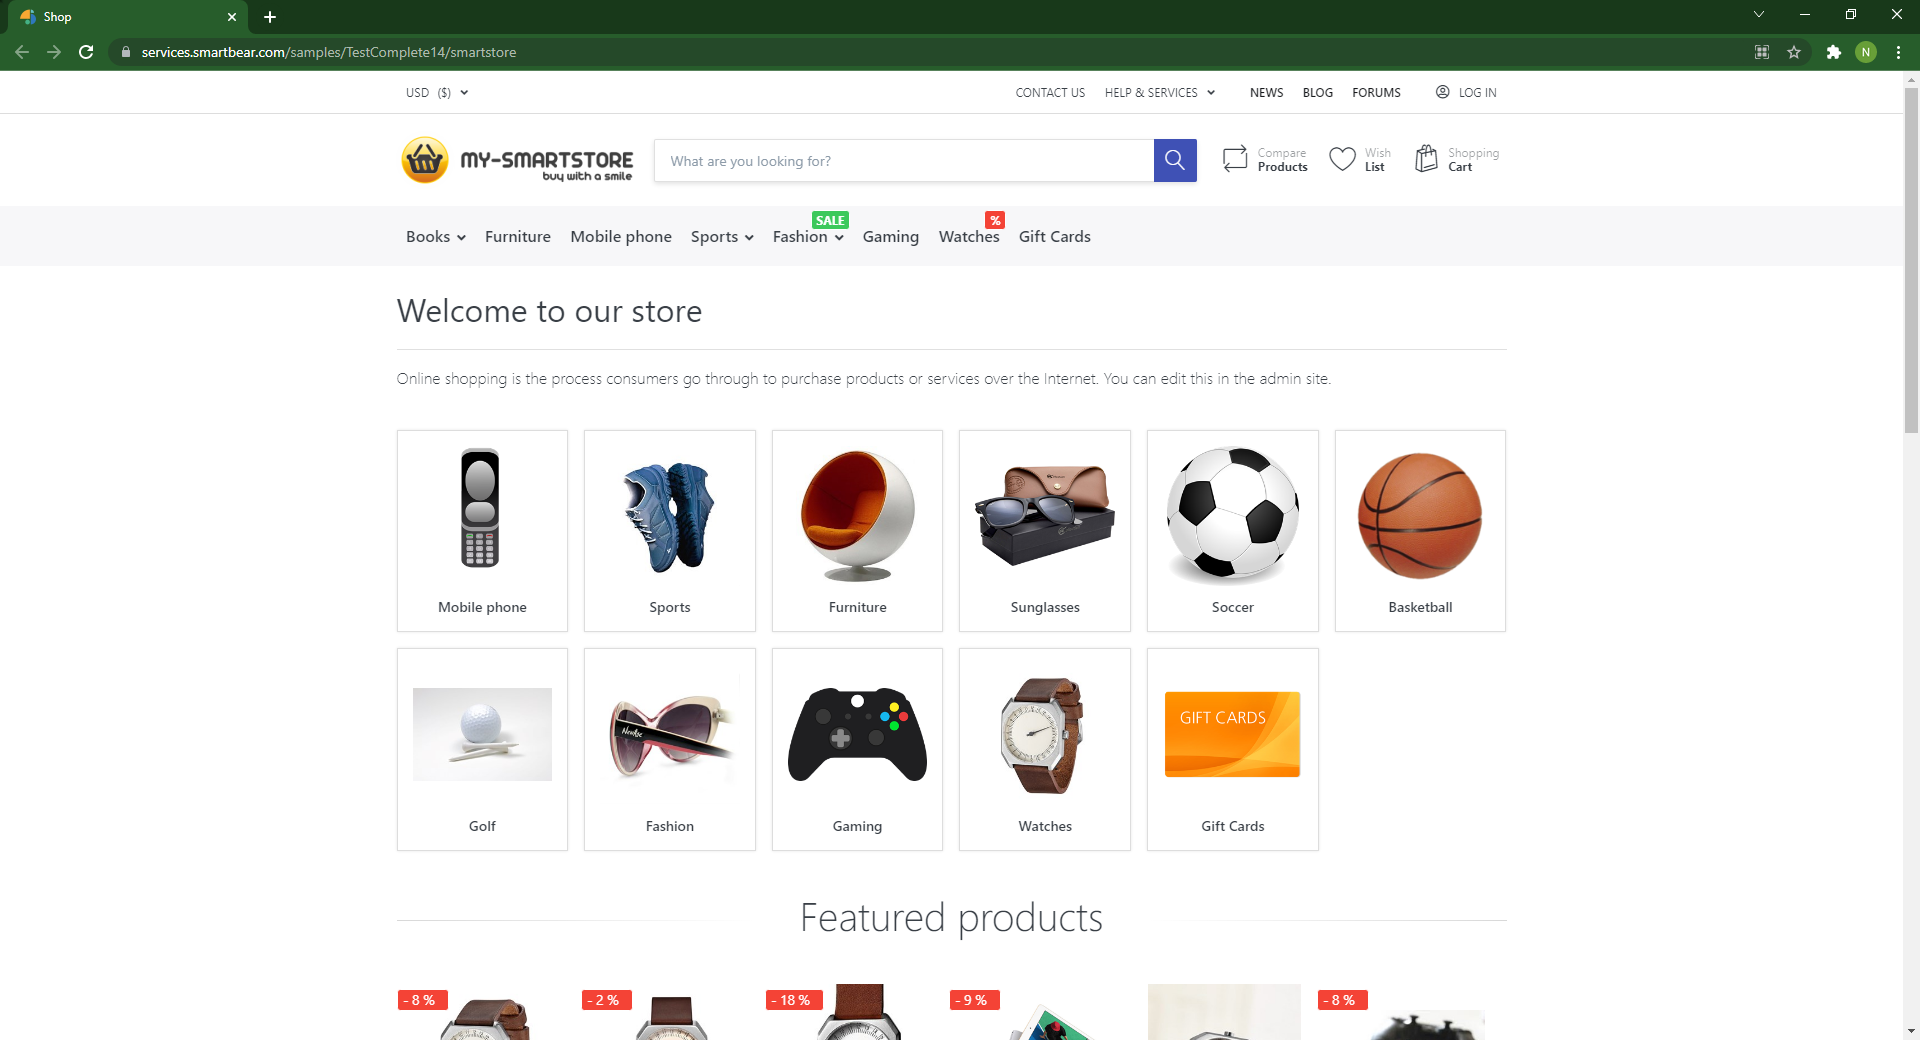 Shop
services.smartbear.com/samples/TestComplete14/smartstore
N
USD ($)
CONTACT US HELP & SERVICES NEWS BLOG FORUMS LOG IN
MY-SMARTSTORE
buy with a smile
What are you looking for?
Compare
Products
Wish
List
Shopping
Cart
SALE
%
Books Furniture Mobile phone Sports Fashion Gaming Watches Gift Cards
Welcome to our store
Online shopping is the process consumers go through to purchase products or services over the Internet. You can edit this in the admin site.
Mobile phone Sports Furniture Sunglasses Soccer Basketball
GIFT CARDS
Golf Fashion Gaming Watches Gift Cards
Featured products
- 8 % - 2 % - 18 % - 9 % - 8 %